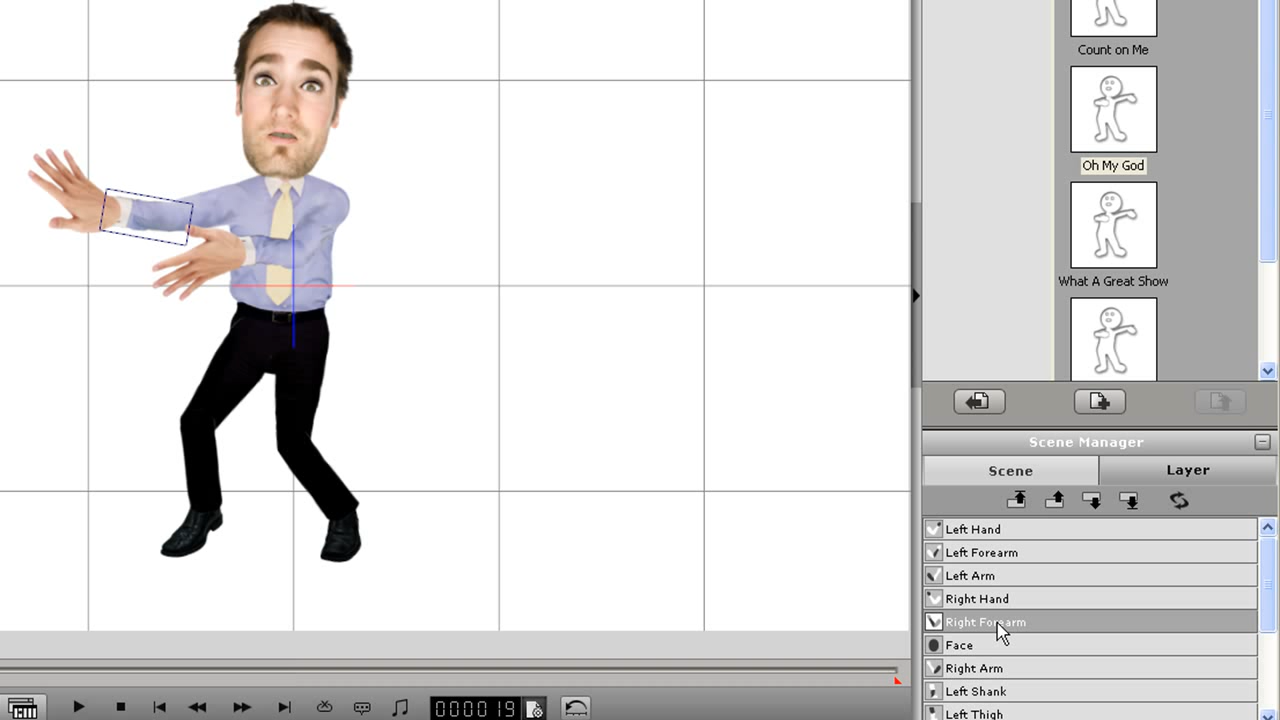 Count on Me
Oh My God
What A Great Show
Scene Manager
Scene
Layer
Left Hand
Left Forearm
Left Arm
Right Hand
Right Forearm
Face
Right Arm
Left Shank
Left Thigh
000019